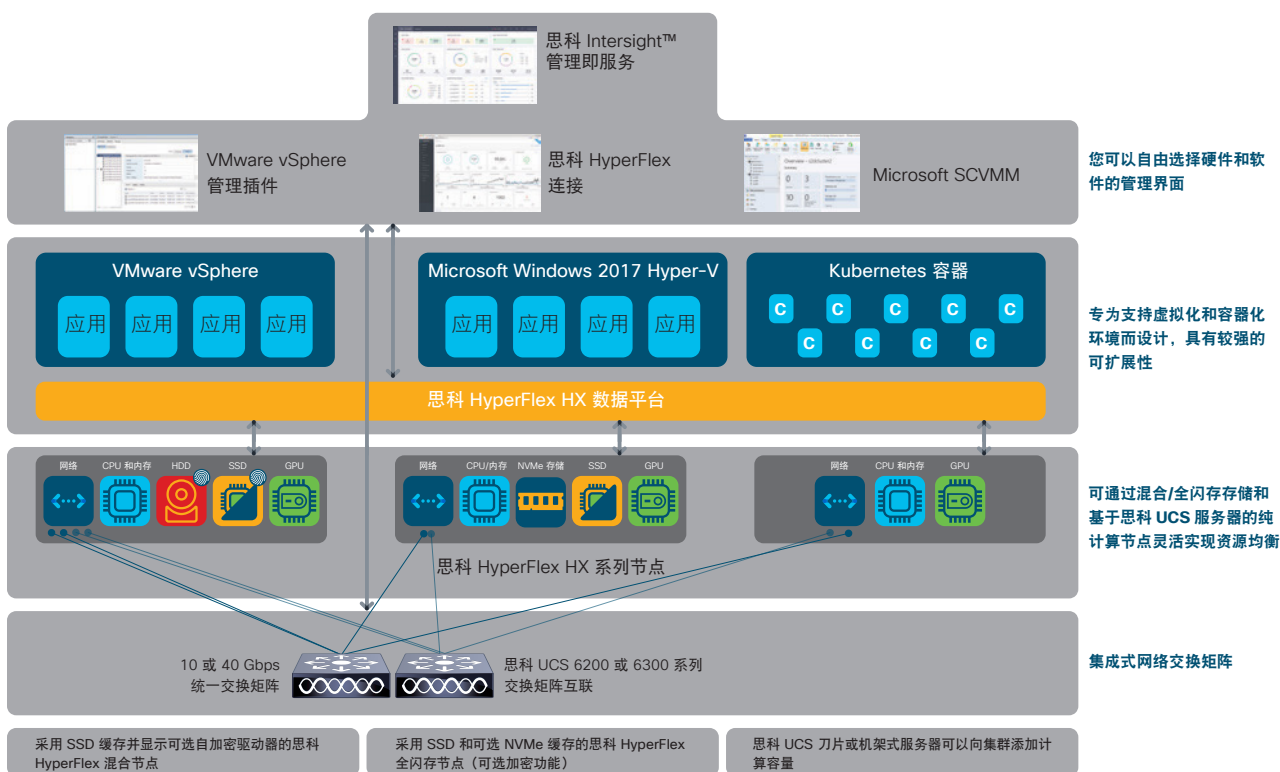 思科 Intersight™
管理即服务
VMware vSphere
管理插件
思科 HyperFlex
连接
Microsoft SCVMM
您可以自由选择硬件和软
件的管理界面
VMware vSphere
应用 应用 应用 应用
Microsoft Windows 2017 Hyper-V
应用 应用 应用 应用
Kubernetes 容器
C C C C C
C C C C
专为支持虚拟化和容器化
环境而设计，具有较强的
可扩展性
思科 HyperFlex HX 数据平台
网络 CPU 和内存 HDD SSD GPU
网络 CPU/内存 NVMe 存储 SSD GPU
网络 CPU 和内存 GPU
思科 HyperFlex HX 系列节点
可通过混合/全闪存存储和
基于思科 UCS 服务器的纯
计算节点灵活实现资源均衡
10 或 40 Gbps
统一交换矩阵
思科 UCS 6200 或 6300 系列
交换矩阵互联
集成式网络交换矩阵
采用 SSD 缓存并显示可选自加密驱动器的思科
HyperFlex 混合节点
采用 SSD 和可选 NVMe 缓存的思科 HyperFlex
全闪存节点（可选加密功能）
思科 UCS 刀片或机架式服务器可以向集群添加计
算容量